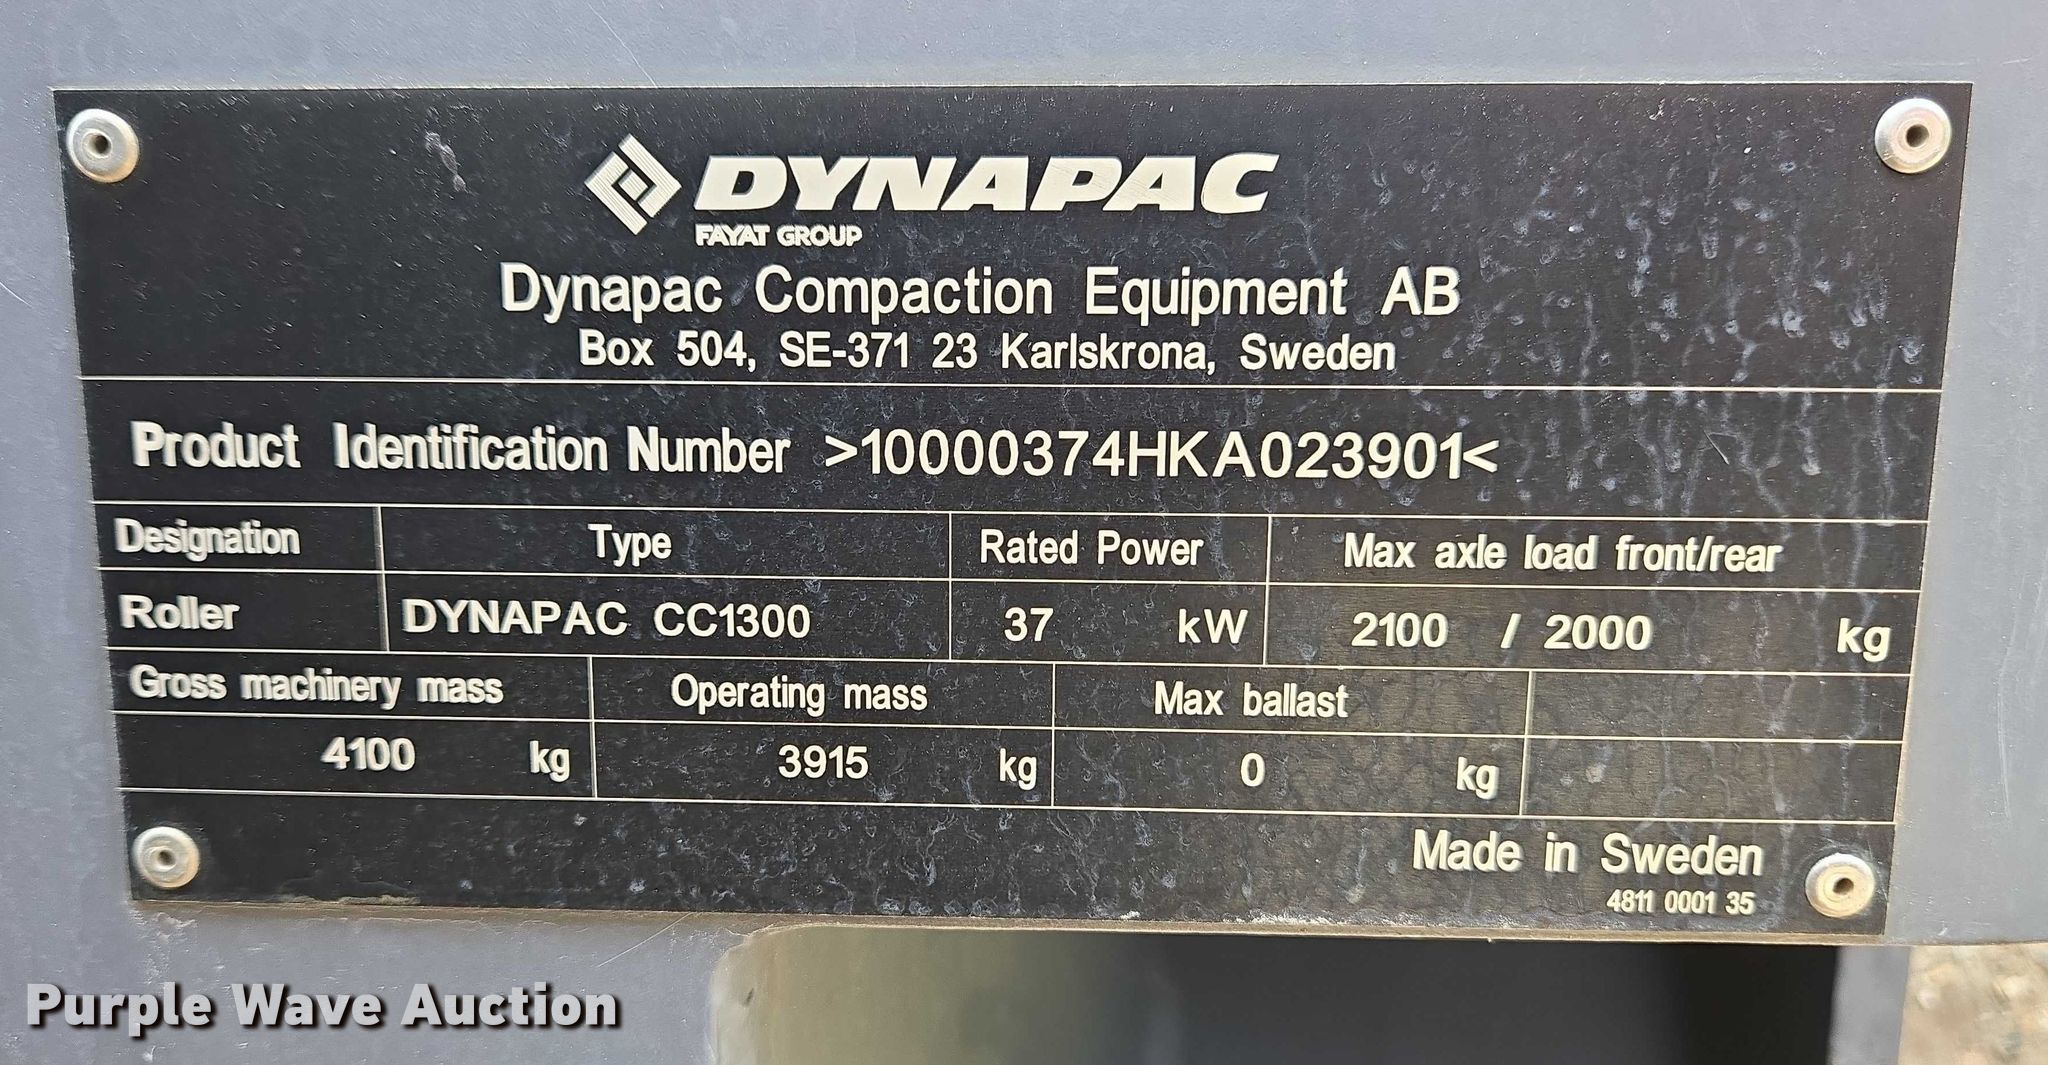 DYNAPAC
FAYAT GROUP
Dynapac Compaction Equipment AB
Box 504, SE-371 23 Karlskrona, Sweden
Product Identification Number >10000374HKA023901<
Designation Type Rated Power Max axle load front/rear
Roller DYNAPAC CC1300 37 kW 2100 / 2000 kg
Gross machinery mass Operating mass Max ballast
4100 kg 3915 kg 0 kg
Made in Sweden
4811 0001 35
Purple Wave Auction